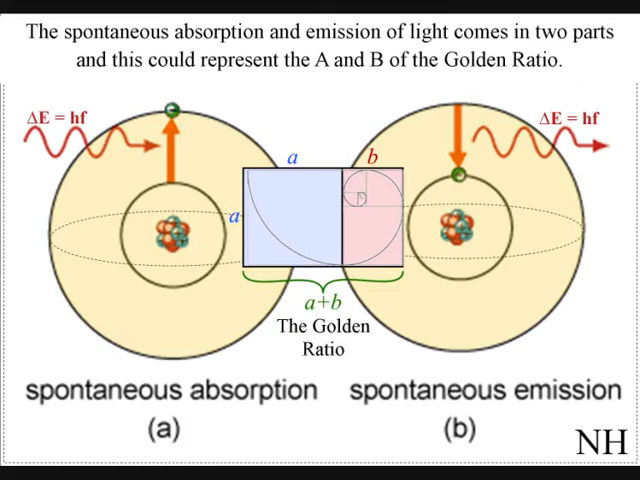 The spontaneous absorption and emission of light comes in two parts
and this could represent the A and B of the Golden Ratio.
ΔE = hf
ΔE = hf
a
b
a
a+b
The Golden
Ratio
spontaneous absorption
spontaneous emission
(a)
(b)
NH